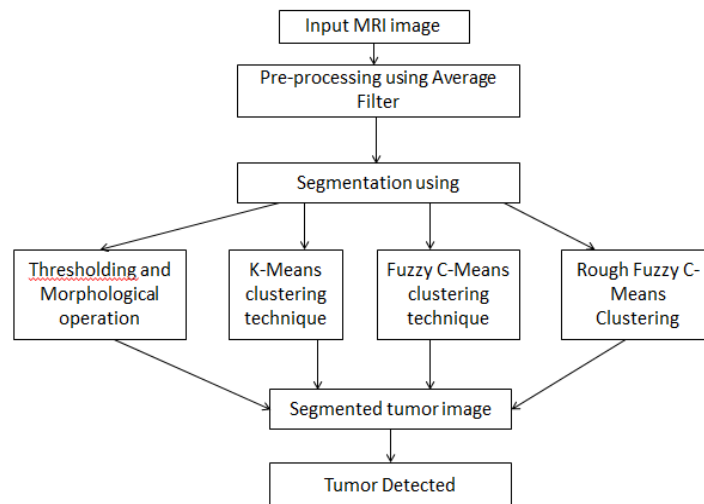 Input MRI image
Pre-processing using Average
Filter
Segmentation using
Thresholding and
Morphological
operation
K-Means
clustering
technique
Fuzzy C-Means
clustering
technique
Rough Fuzzy C-
Means
Clustering
Segmented tumor image
Tumor Detected